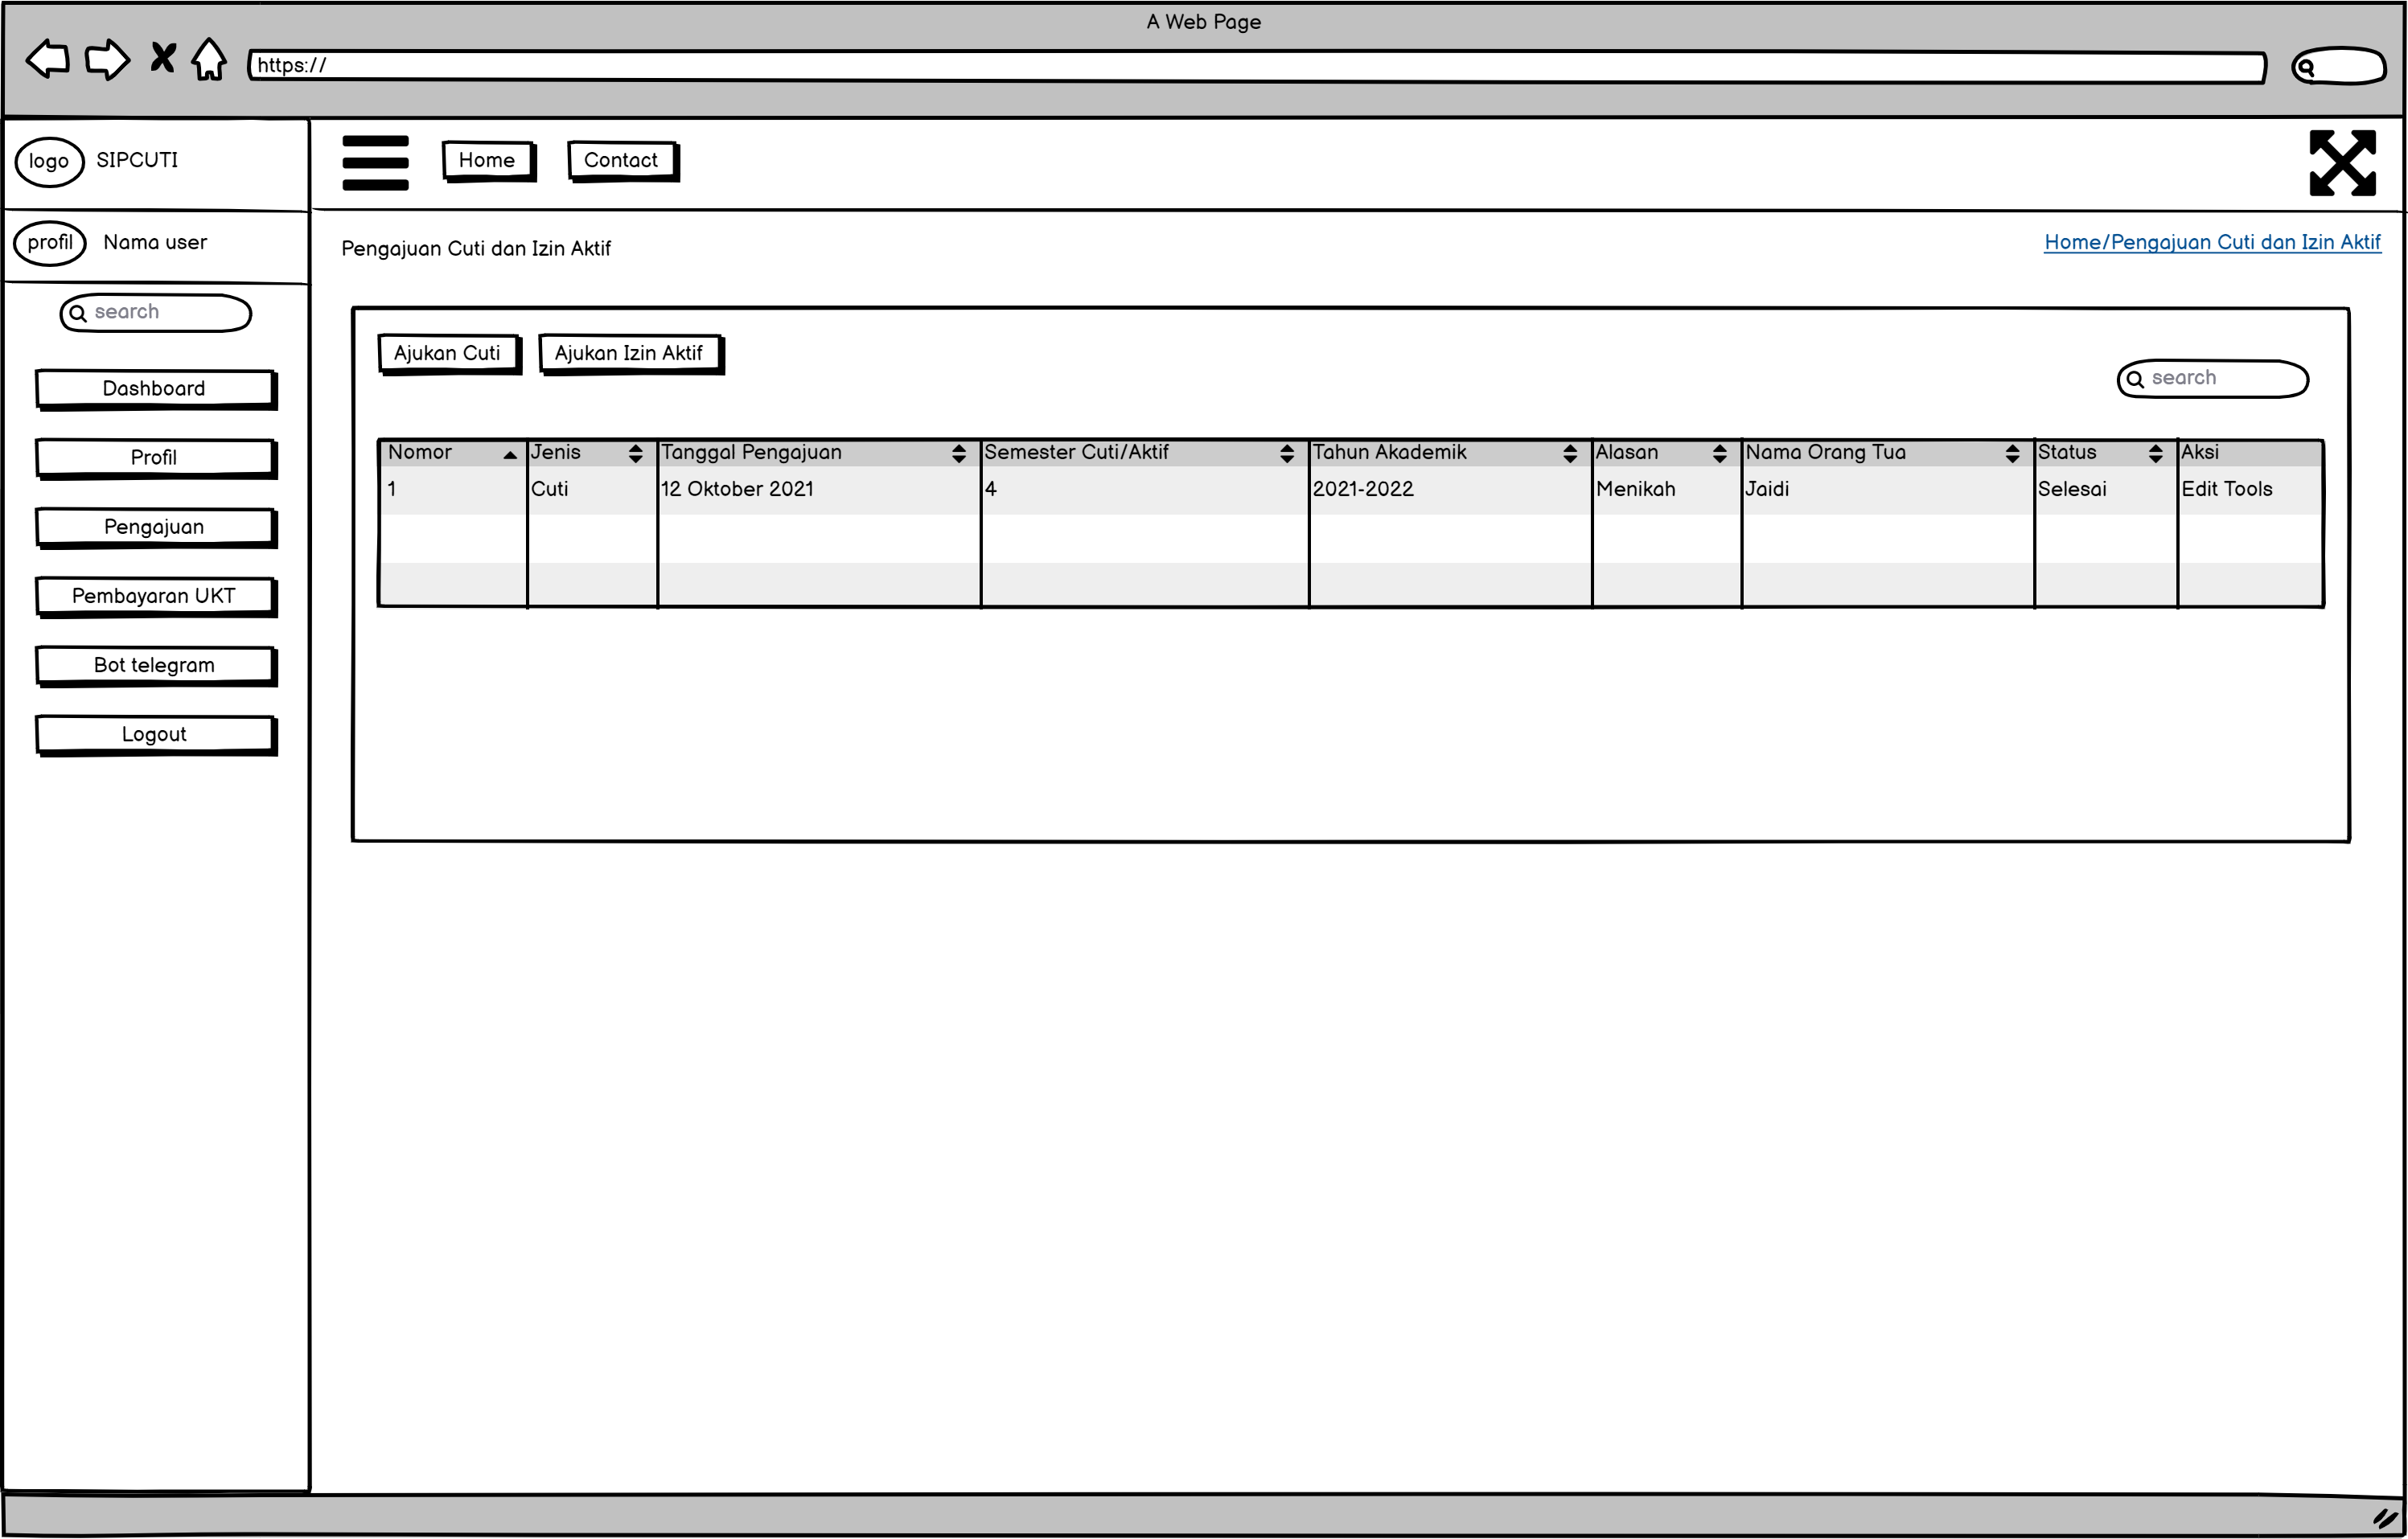 A Web Page
https://
logo SIPCUTI
Home Contact
profil Nama user
Pengajuan Cuti dan Izin Aktif
Home/Pengajuan Cuti dan Izin Aktif
search
Dashboard
Profil
Pengajuan
Pembayaran UKT
Bot telegram
Logout
Ajukan Cuti Ajukan Izin Aktif
search
Nomor Jenis Tanggal Pengajuan Semester Cuti/Aktif Tahun Akademik Alasan Nama Orang Tua Status Aksi
1 Cuti 12 Oktober 2021 4 2021-2022 Menikah Jaidi Selesai Edit Tools